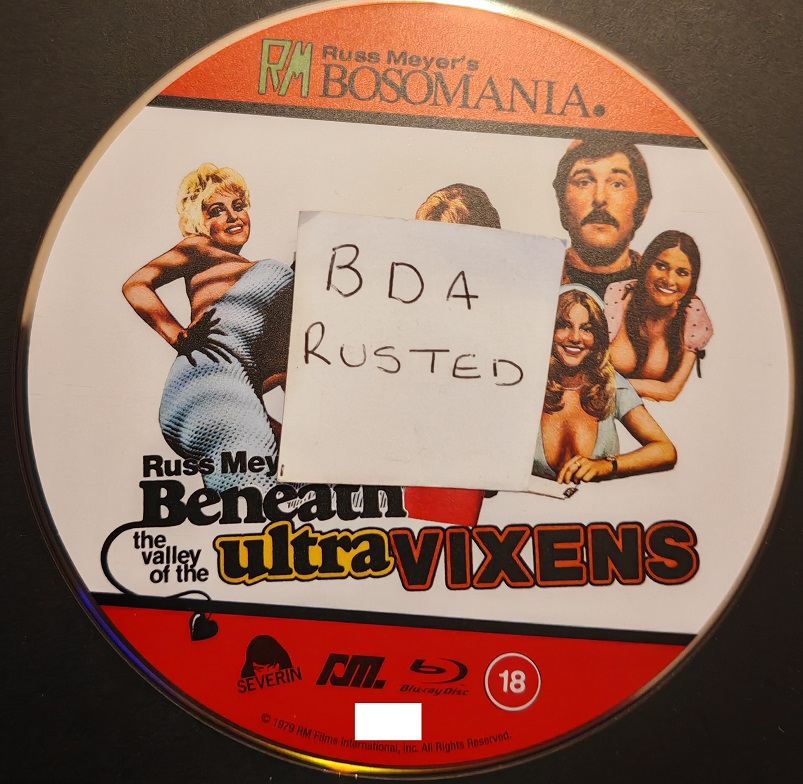 RM Russ Meyer's
BOSOMANIA.
BDA
RUSTED
Russ Mey
Beneath
the
valley
of the
ultraVIXENS
SEVERIN
RM.
Blu-ray Disc
18
© 1979 RM Films International, Inc. All Rights Reserved.